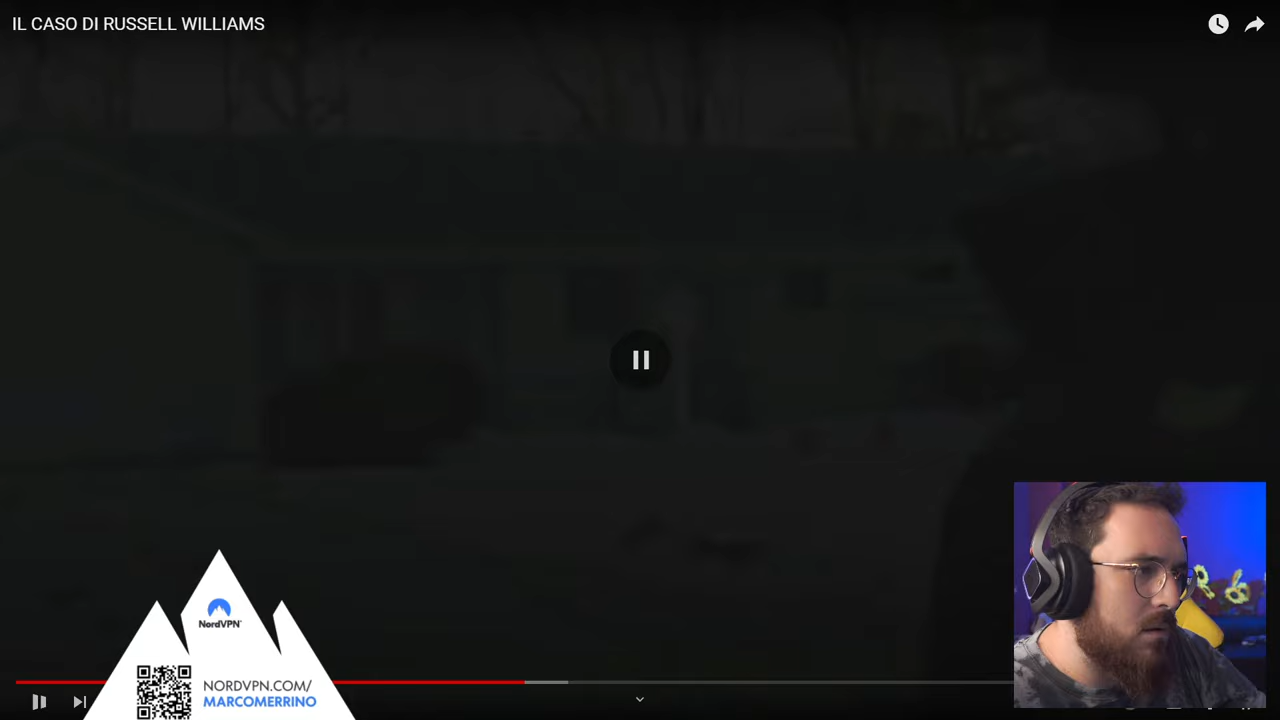 IL CASO DI RUSSELL WILLIAMS
NordVPN
NORDVPN.COM/
MARCOMERRINO